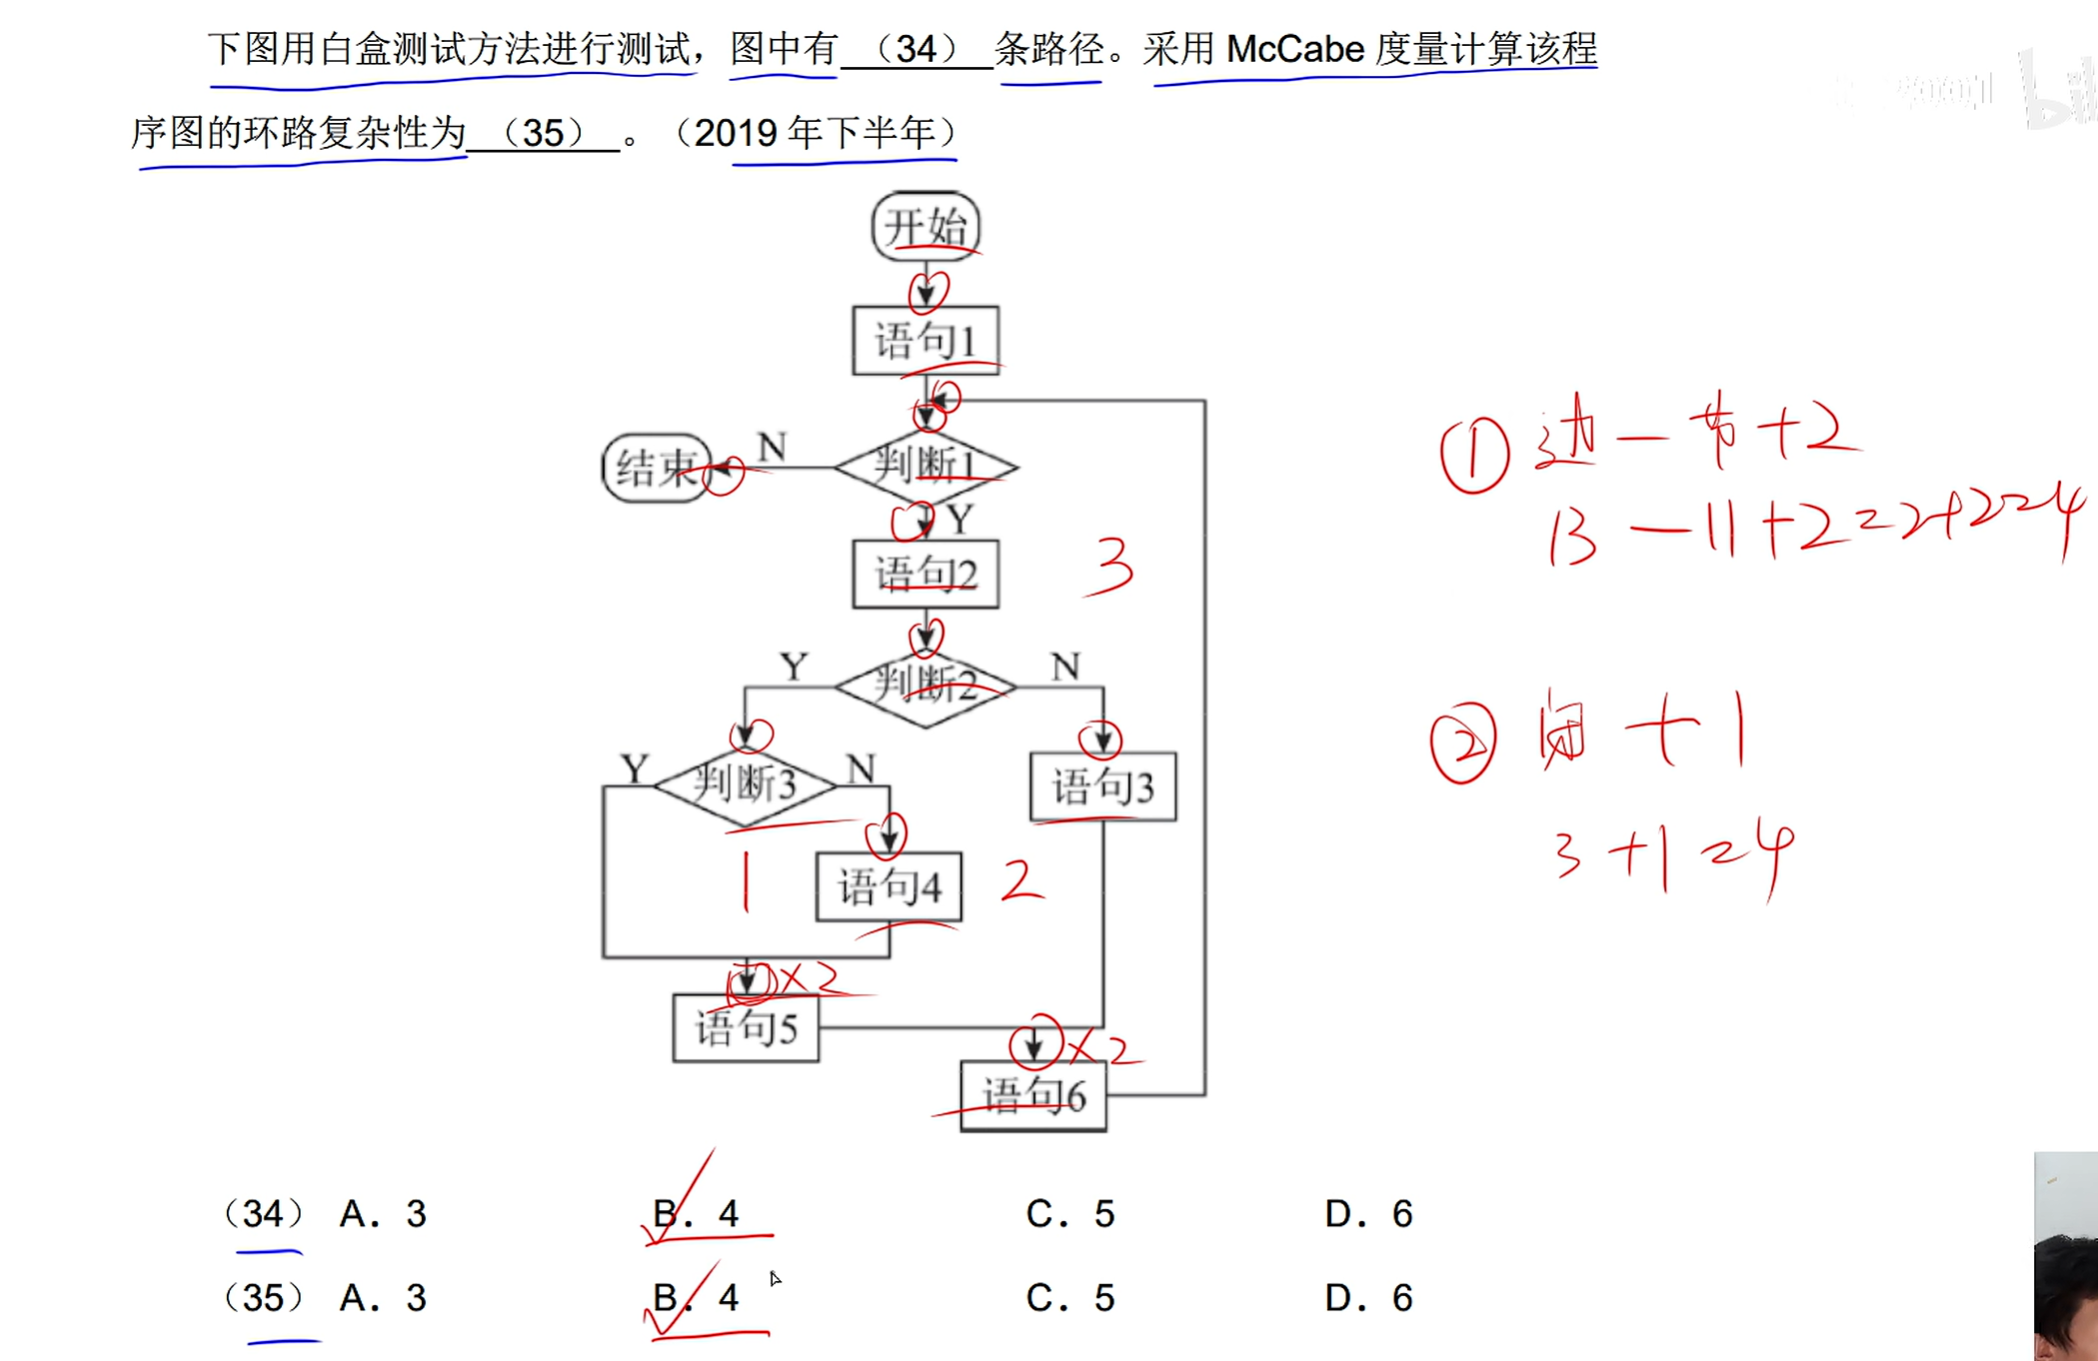 下图用白盒测试方法进行测试，图中有 （34） 条路径。采用 McCabe 度量计算该程
序图的环路复杂性为 （35） 。（2019 年下半年）
开始
语句1
结束 N 判断1
Y
语句2
3
Y 判断2 N
Y 判断3 N
语句3
1
语句4
2
×2
语句5
×2
语句6
① 边 — 节 + 2
13 — 11 + 2 = 2 + 2 = 4
② 闭 + 1
3 + 1 = 4
（34） A． 3 B． 4 C． 5 D． 6
（35） A． 3 B． 4 C． 5 D． 6